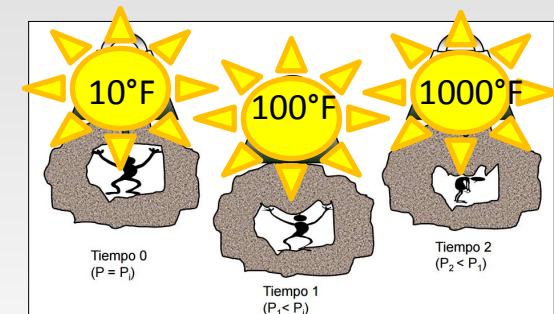 10°F
100°F
1000°F
Tiempo 0
(P = Pᵢ)
Tiempo 1
(P₁< Pᵢ)
Tiempo 2
(P₂ < P₁)